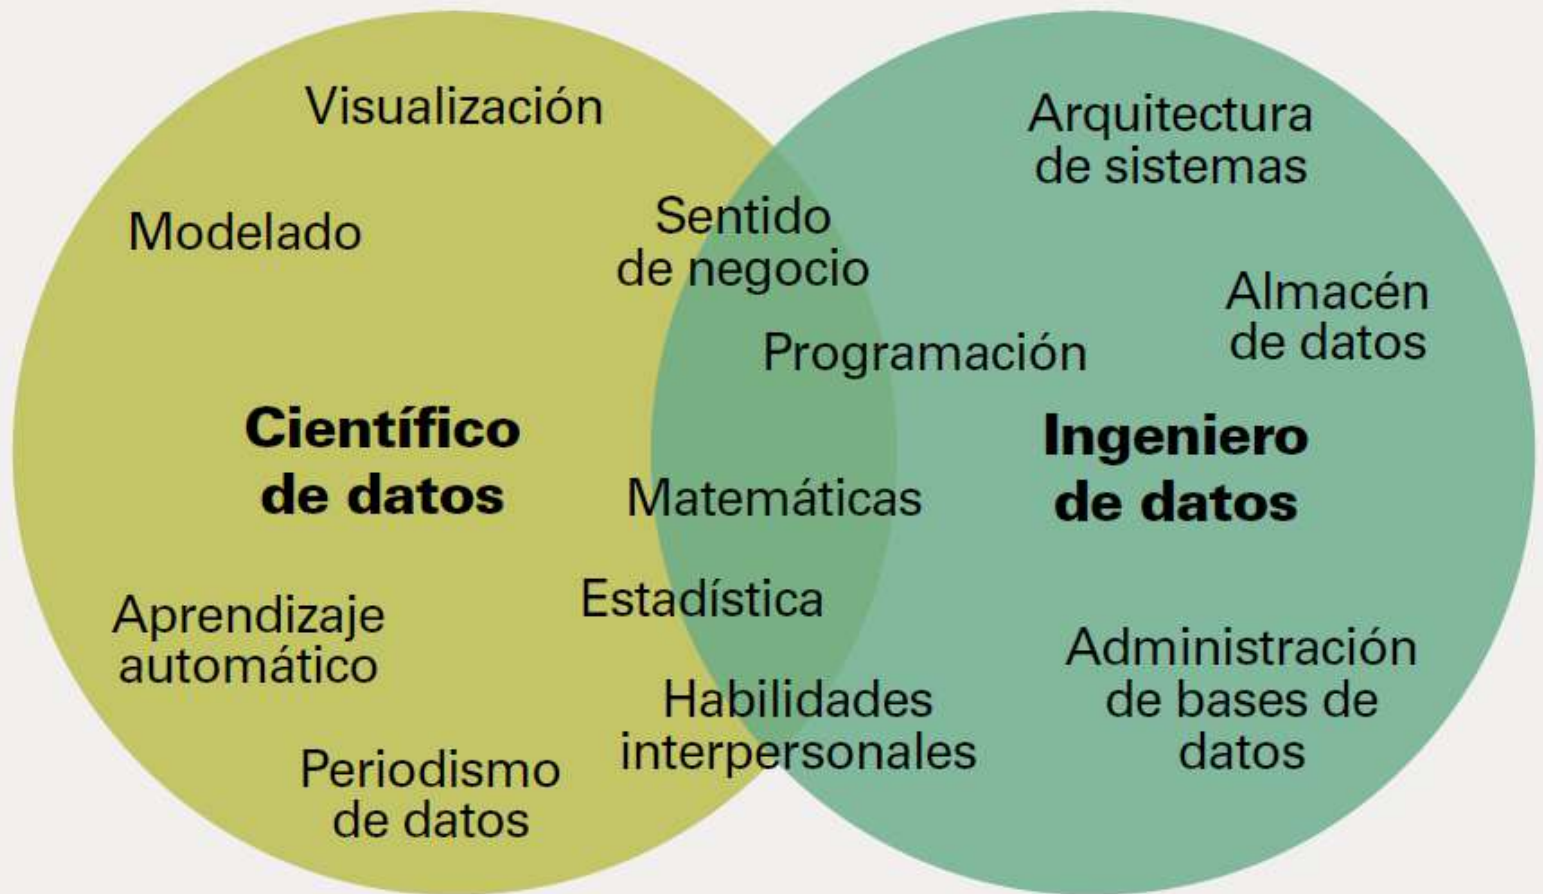 Visualización
Modelado
Científico
de datos
Aprendizaje
automático
Periodismo
de datos
Sentido
de negocio
Programación
Matemáticas
Estadística
Habilidades
interpersonales
Arquitectura
de sistemas
Almacén
de datos
Ingeniero
de datos
Administración
de bases de
datos